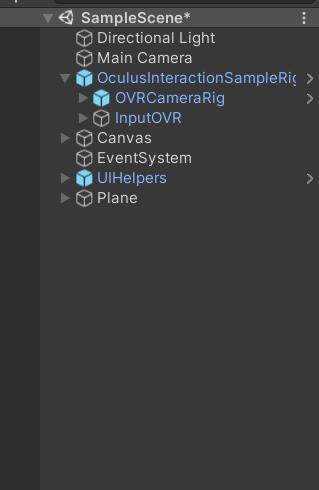 SampleScene*
Directional Light
Main Camera
OculusInteractionSampleRig
OVRCameraRig
InputOVR
Canvas
EventSystem
UIHelpers
Plane